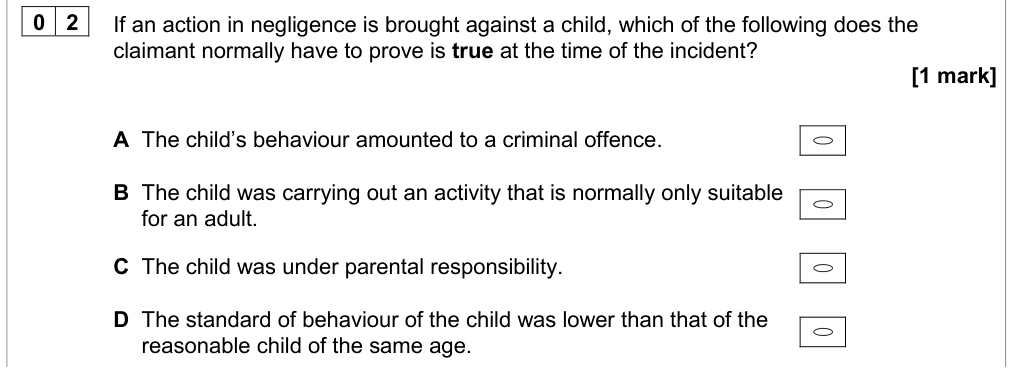 0 2 If an action in negligence is brought against a child, which of the following does the
claimant normally have to prove is true at the time of the incident?
[1 mark]
A The child’s behaviour amounted to a criminal offence.
B The child was carrying out an activity that is normally only suitable
for an adult.
C The child was under parental responsibility.
D The standard of behaviour of the child was lower than that of the
reasonable child of the same age.